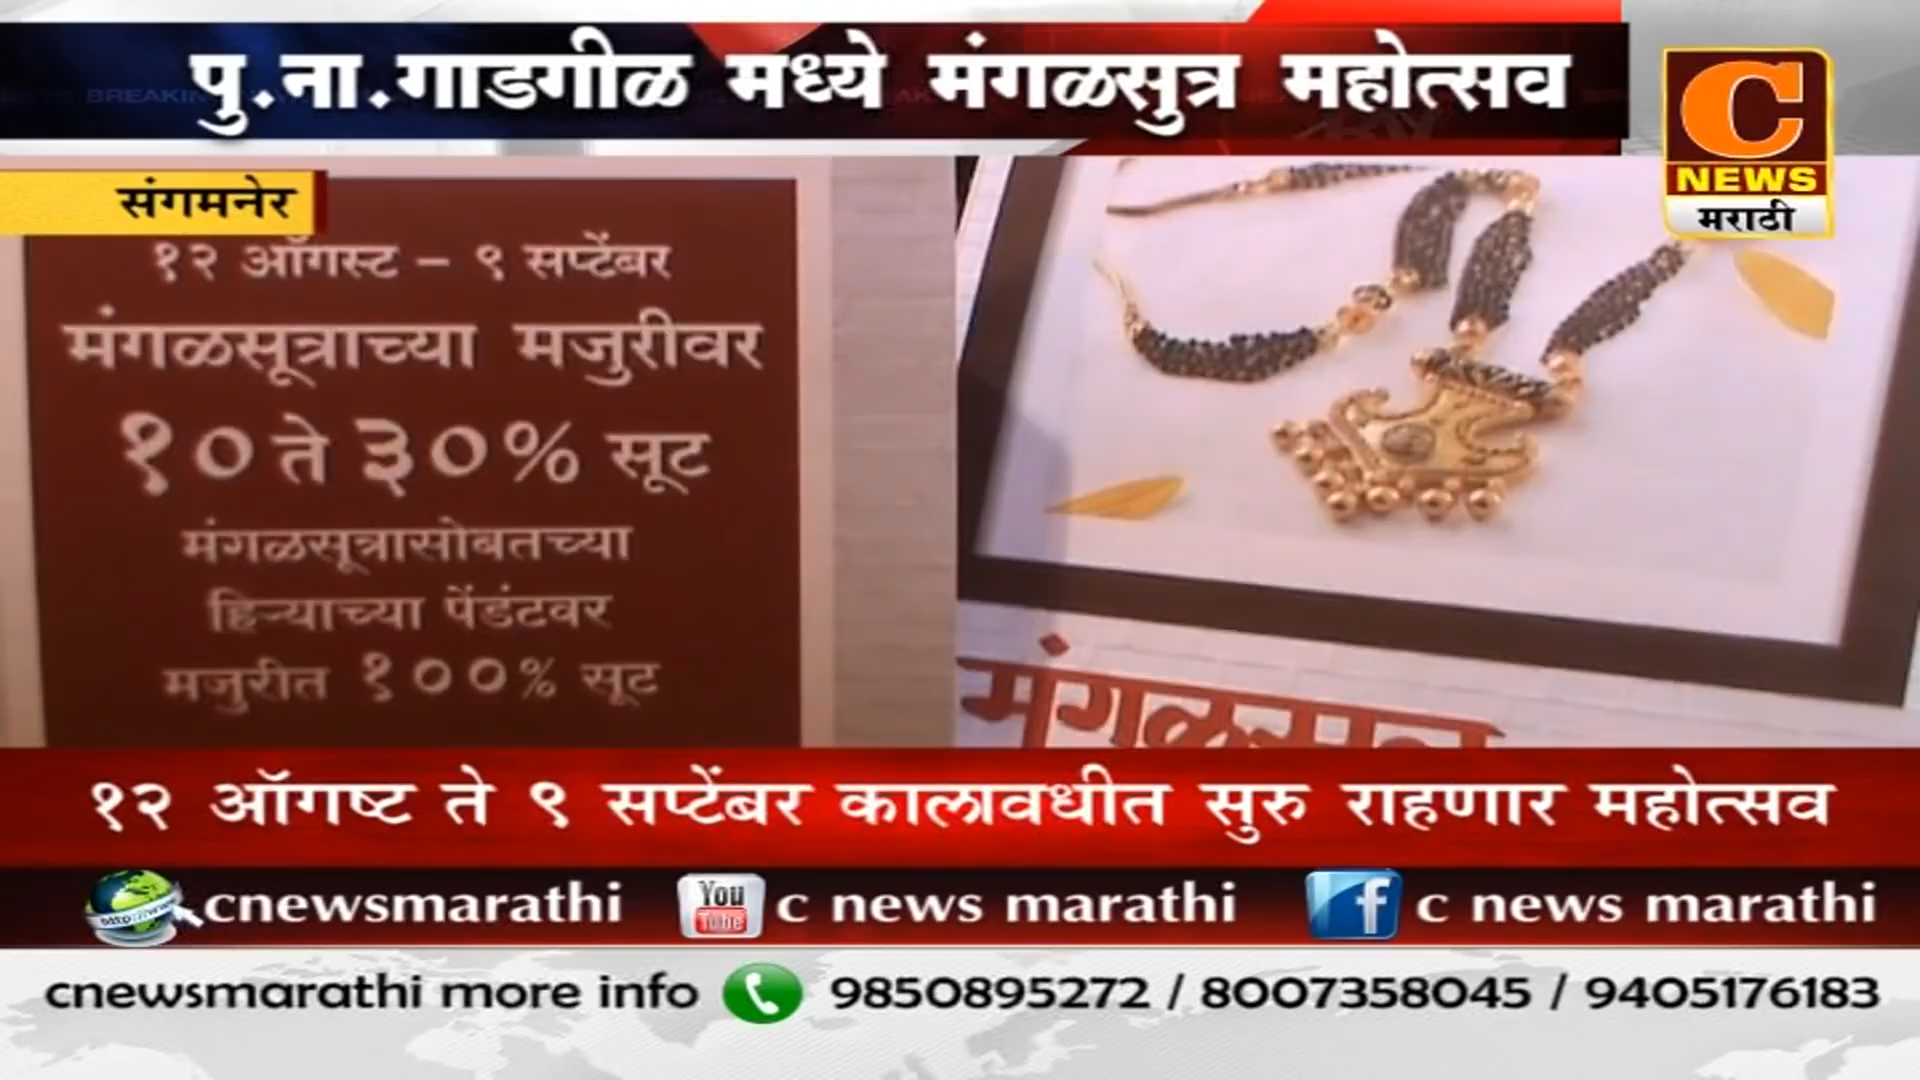 पु.ना.गाडगीळ मध्ये मंगळसुत्र महोत्सव
C
NEWS
मराठी
संगमनेर
१२ ऑगस्ट – ९ सप्टेंबर
मंगळसूत्राच्या मजुरीवर
१० ते ३०% सूट
मंगळसूत्रासोबतच्या
हिऱ्याच्या पेंडंटवर
मजुरीत १००% सूट
मंगळसूत्र
१२ ऑगष्ट ते ९ सप्टेंबर कालावधीत सुरु राहणार महोत्सव
cnewsmarathi You Tube c news marathi f c news marathi
cnewsmarathi more info 9850895272 / 8007358045 / 9405176183